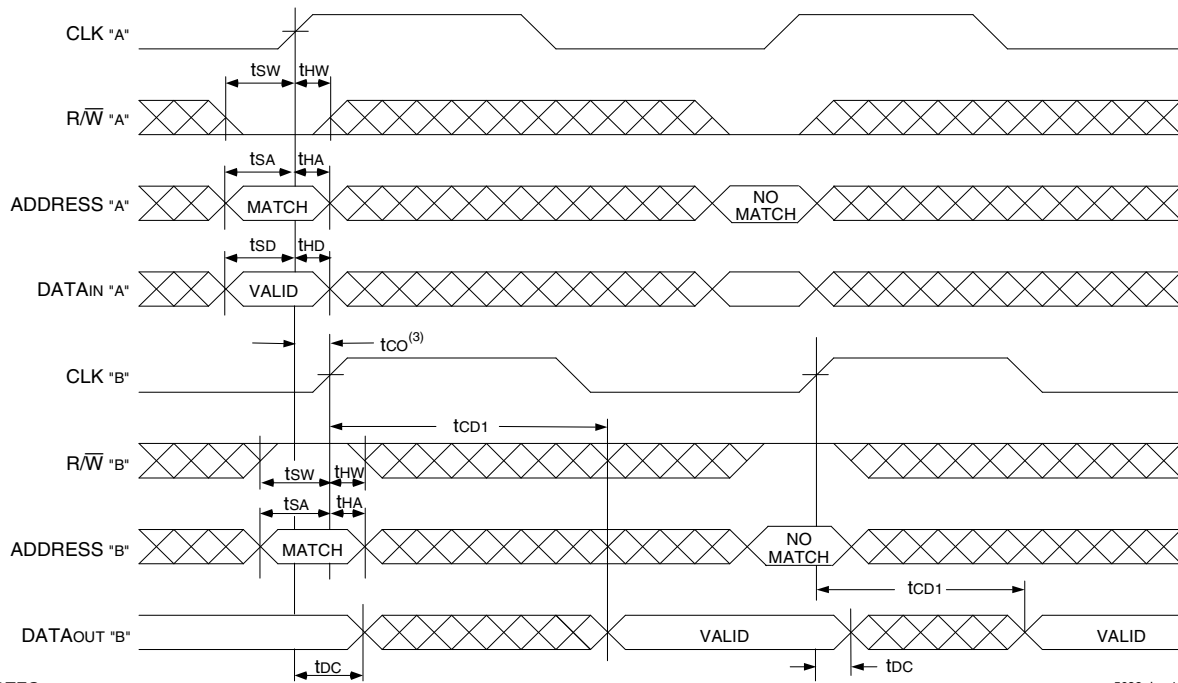 CLK "A"
tSW tHW
R/W̅ "A"
tSA tHA
ADDRESS "A" MATCH NO MATCH
tSD tHD
DATAIN "A" VALID
tCO(3)
CLK "B"
tCD1
R/W̅ "B"
tSW tHW
tSA tHA
ADDRESS "B" MATCH NO MATCH
tCD1
DATAOUT "B" VALID VALID
tDC tDC